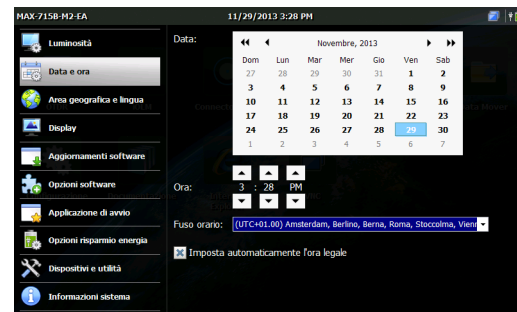 MAX-715B-M2-EA 11/29/2013 3:28 PM
Luminosità
Data e ora
Area geografica e lingua
Display
Aggiornamenti software
Opzioni software
Applicazione di avvio
Opzioni risparmio energia
Dispositivi e utilità
Informazioni sistema
Data:
Novembre, 2013
Dom Lun Mar Mer Gio Ven Sab
27 28 29 30 31 1 2
3 4 5 6 7 8 9
10 11 12 13 14 15 16
17 18 19 20 21 22 23
24 25 26 27 28 29 30
1 2 3 4 5 6 7
Ora: 3 : 28 PM
Fuso orario: (UTC+01.00) Amsterdam, Berlino, Berna, Roma, Stoccolma, Vien
Imposta automaticamente l'ora legale